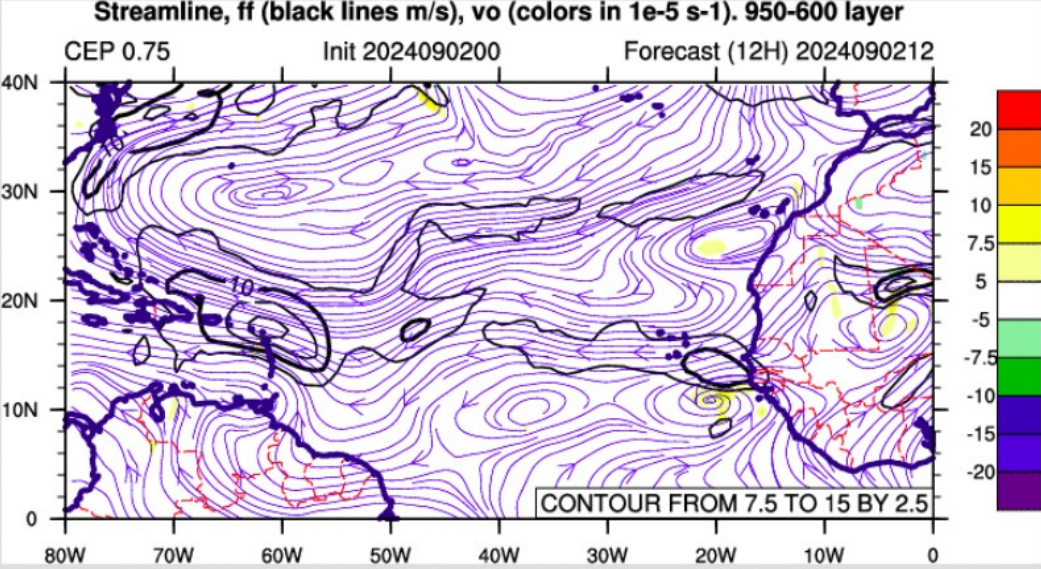 Streamline, ff (black lines m/s), vo (colors in 1e-5 s-1). 950-600 layer
CEP 0.75 Init 2024090200 Forecast (12H) 2024090212
40N
30N
20N
10N
0
10
CONTOUR FROM 7.5 TO 15 BY 2.5
80W 70W 60W 50W 40W 30W 20W 10W 0
20
15
10
7.5
5
-5
-7.5
-10
-15
-20